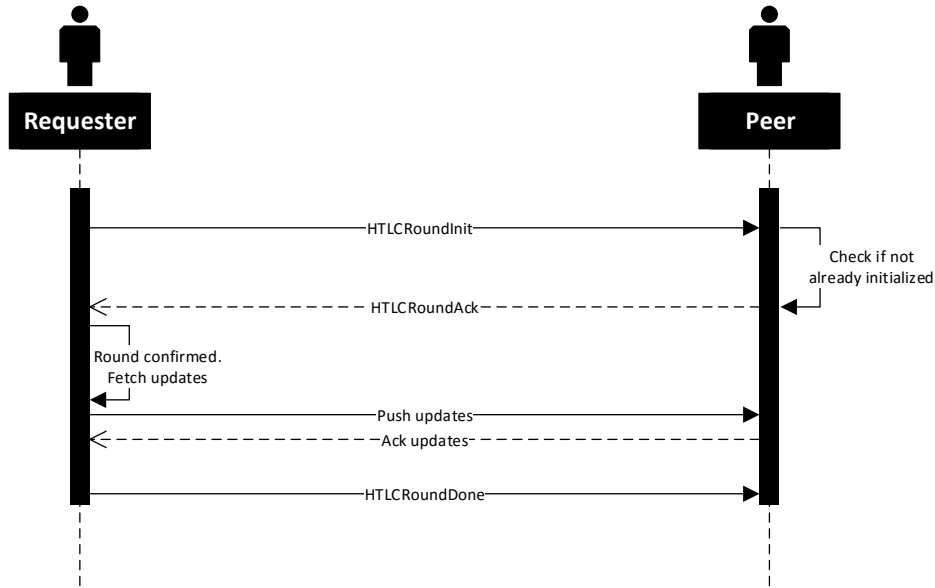 Requester
Peer
HTLCRoundInit
Check if not
already initialized
HTLCRoundAck
Round confirmed.
Fetch updates
Push updates
Ack updates
HTLCRoundDone